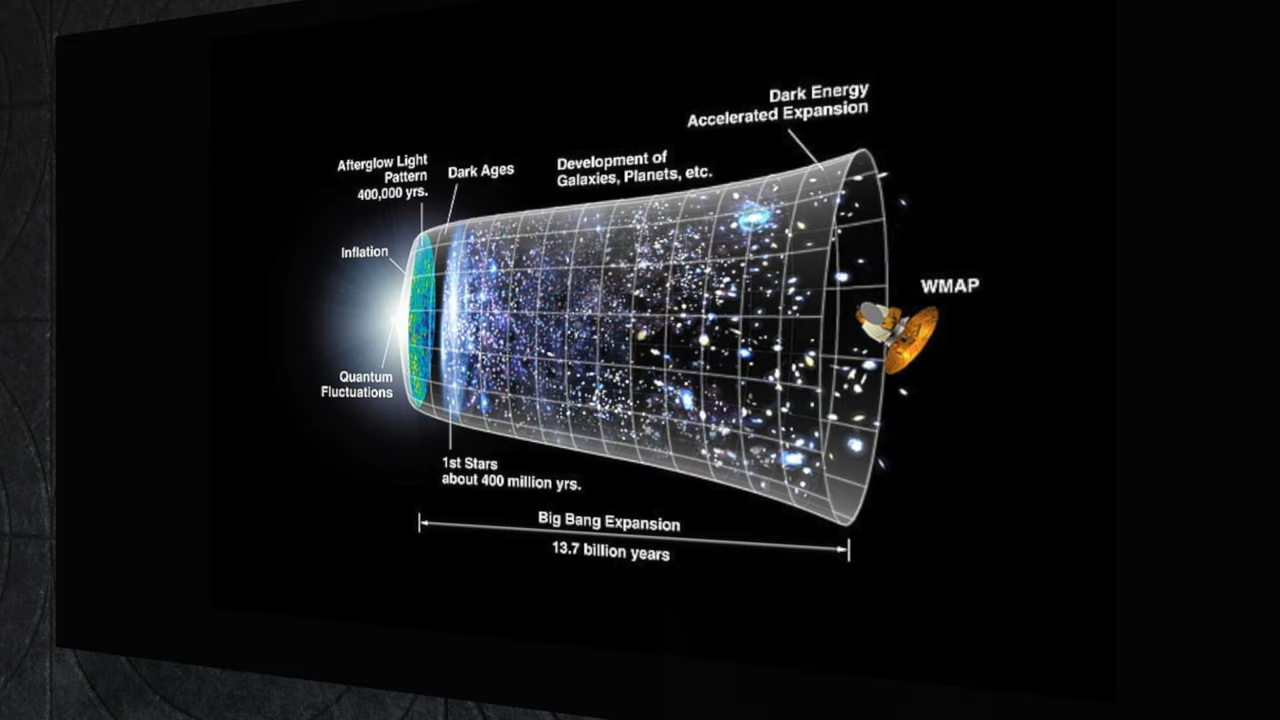 Dark Energy
Accelerated Expansion
Afterglow Light
Pattern
400,000 yrs.
Dark Ages
Development of
Galaxies, Planets, etc.
Inflation
WMAP
Quantum
Fluctuations
1st Stars
about 400 million yrs.
Big Bang Expansion
13.7 billion years